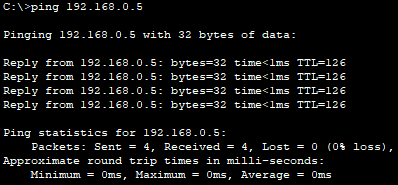 C:\>ping 192.168.0.5
Pinging 192.168.0.5 with 32 bytes of data:
Reply from 192.168.0.5: bytes=32 time<1ms TTL=126
Reply from 192.168.0.5: bytes=32 time<1ms TTL=126
Reply from 192.168.0.5: bytes=32 time<1ms TTL=126
Reply from 192.168.0.5: bytes=32 time<1ms TTL=126
Ping statistics for 192.168.0.5:
    Packets: Sent = 4, Received = 4, Lost = 0 (0% loss),
Approximate round trip times in milli-seconds:
    Minimum = 0ms, Maximum = 0ms, Average = 0ms